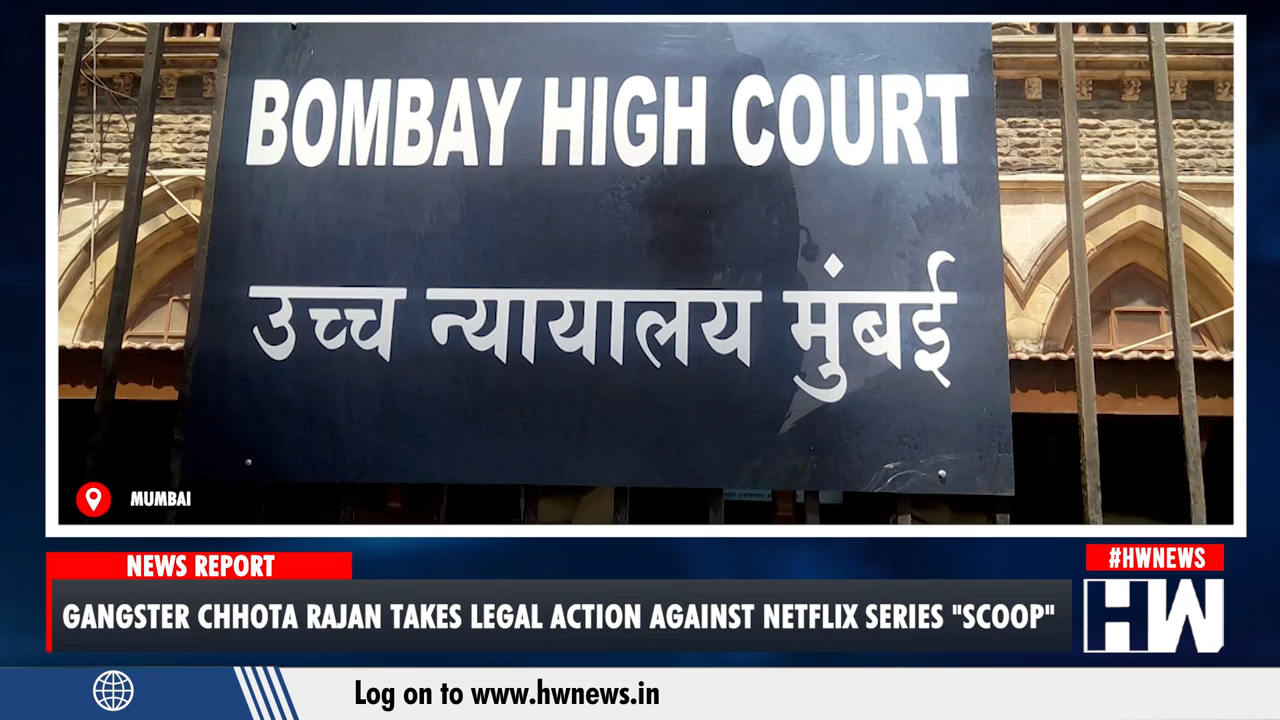 BOMBAY HIGH COURT
उच्च न्यायालय मुंबई
MUMBAI
NEWS REPORT
#HWNEWS
GANGSTER CHHOTA RAJAN TAKES LEGAL ACTION AGAINST NETFLIX SERIES "SCOOP"
HW
Log on to www.hwnews.in